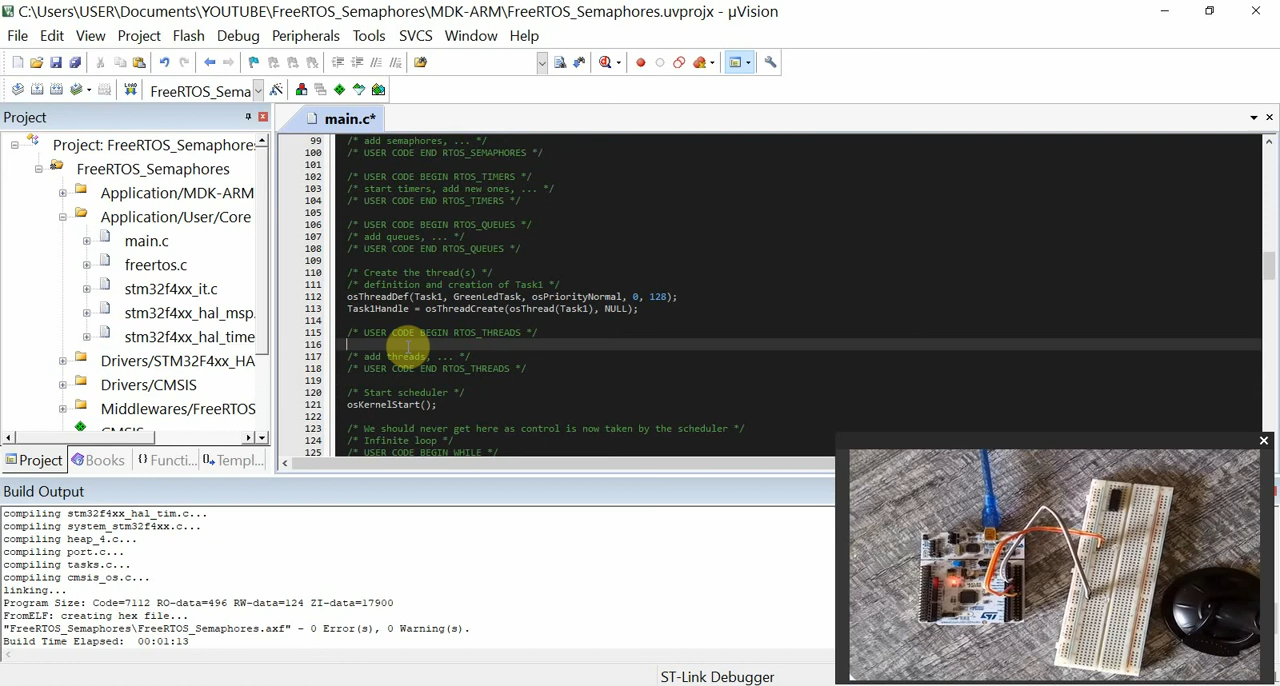 C:\Users\USER\Documents\YOUTUBE\FreeRTOS_Semaphores\MDK-ARM\FreeRTOS_Semaphores.uvprojx - µVision
File Edit View Project Flash Debug Peripherals Tools SVCS Window Help
LOAD FreeRTOS_Sema
Project
main.c*
Project: FreeRTOS_Semaphore:
FreeRTOS_Semaphores
Application/MDK-ARM
Application/User/Core
main.c
freertos.c
stm32f4xx_it.c
stm32f4xx_hal_msp.
stm32f4xx_hal_time
Drivers/STM32F4xx_HA
Drivers/CMSIS
Middlewares/FreeRTOS
CMSIS
Project Books {} Functi... Templ...
99 /* add semaphores, ... */
100 /* USER CODE END RTOS_SEMAPHORES */
101
102 /* USER CODE BEGIN RTOS_TIMERS */
103 /* start timers, add new ones, ... */
104 /* USER CODE END RTOS_TIMERS */
105
106 /* USER CODE BEGIN RTOS_QUEUES */
107 /* add queues, ... */
108 /* USER CODE END RTOS_QUEUES */
109
110 /* Create the thread(s) */
111 /* definition and creation of Task1 */
112 osThreadDef(Task1, GreenLedTask, osPriorityNormal, 0, 128);
113 Task1Handle = osThreadCreate(osThread(Task1), NULL);
114
115 /* USER CODE BEGIN RTOS_THREADS */
116
117 /* add threads, ... */
118 /* USER CODE END RTOS_THREADS */
119
120 /* Start scheduler */
121 osKernelStart();
122
123 /* We should never get here as control is now taken by the scheduler */
124 /* Infinite loop */
125 /* USER CODE BEGIN WHILE */
Build Output
compiling stm32f4xx_hal_tim.c...
compiling system_stm32f4xx.c...
compiling heap_4.c...
compiling port.c...
compiling tasks.c...
compiling cmsis_os.c...
linking...
Program Size: Code=7112 RO-data=496 RW-data=124 ZI-data=17900
FromELF: creating hex file...
"FreeRTOS_Semaphores\FreeRTOS_Semaphores.axf" - 0 Error(s), 0 Warning(s).
Build Time Elapsed: 00:01:13
ST-Link Debugger